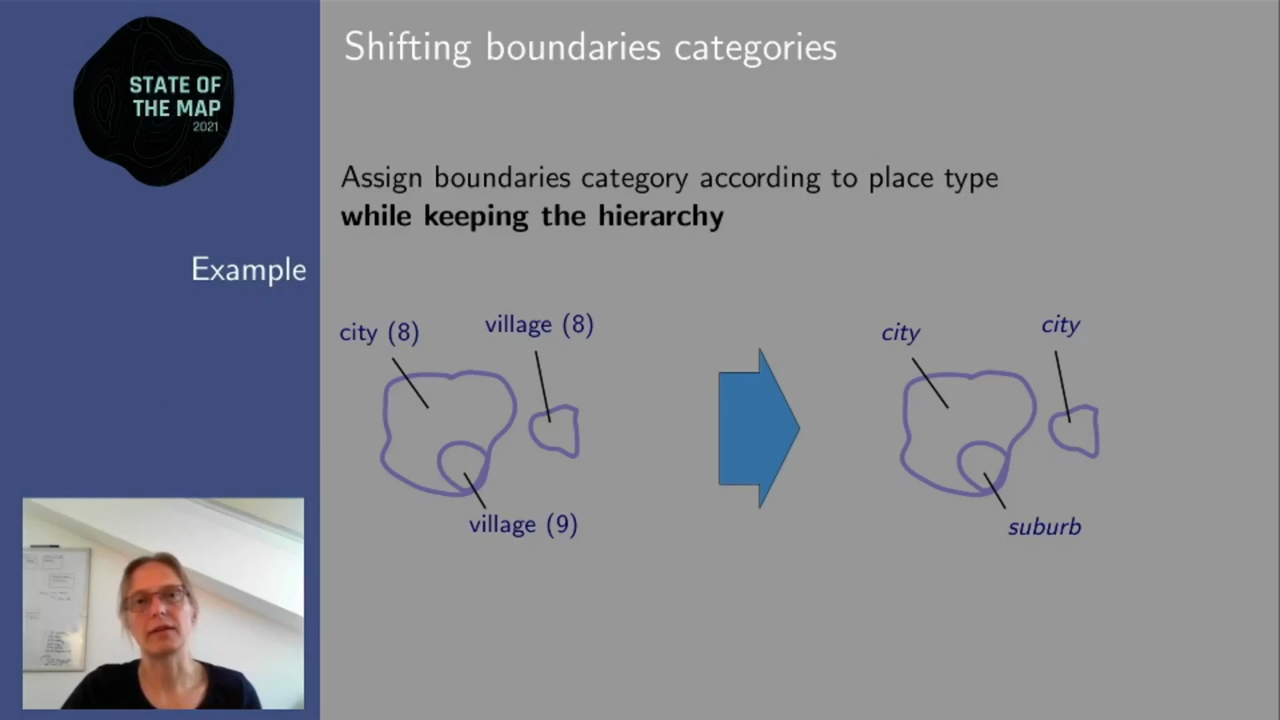 STATE OF
THE MAP
2021
Shifting boundaries categories
Assign boundaries category according to place type
while keeping the hierarchy
Example
city (8)
village (8)
village (9)
city
city
suburb